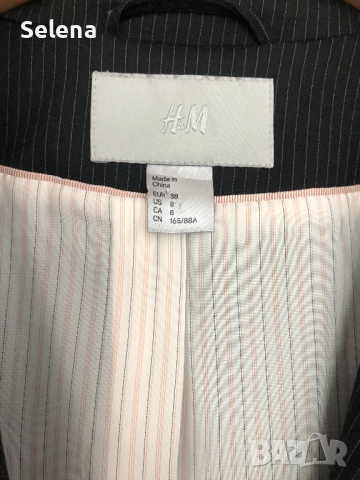 Selena
H&M
Made in
China
EUR 38
US 8
CA 8
CN 165/88A
BAZAR